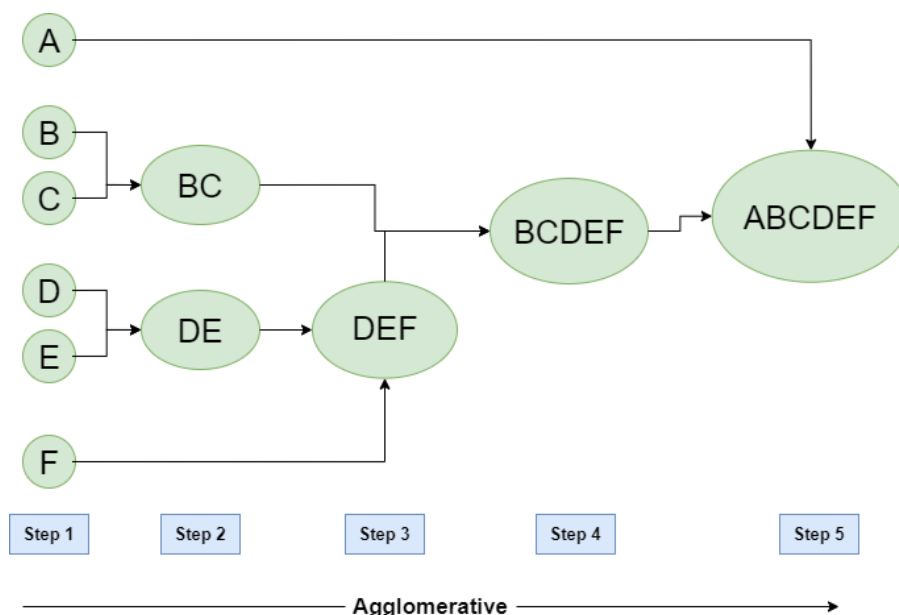 A
B
C
BC
D
E
DE
DEF
BCDEF
ABCDEF
F
Step 1
Step 2
Step 3
Step 4
Step 5
Agglomerative